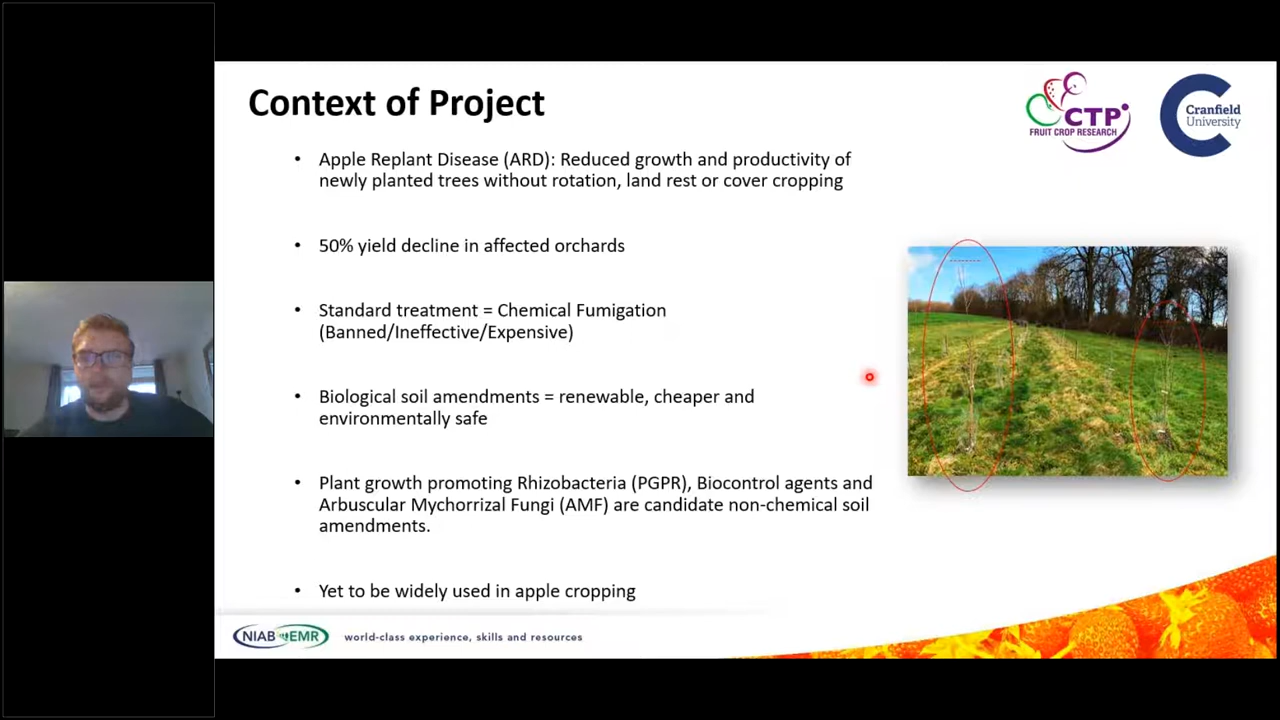 Context of Project
CTP
FRUIT CROP RESEARCH
Cranfield
University
• Apple Replant Disease (ARD): Reduced growth and productivity of
newly planted trees without rotation, land rest or cover cropping
• 50% yield decline in affected orchards
• Standard treatment = Chemical Fumigation
(Banned/Ineffective/Expensive)
• Biological soil amendments = renewable, cheaper and
environmentally safe
• Plant growth promoting Rhizobacteria (PGPR), Biocontrol agents and
Arbuscular Mychorrizal Fungi (AMF) are candidate non-chemical soil
amendments.
• Yet to be widely used in apple cropping
NIAB EMR
world-class experience, skills and resources